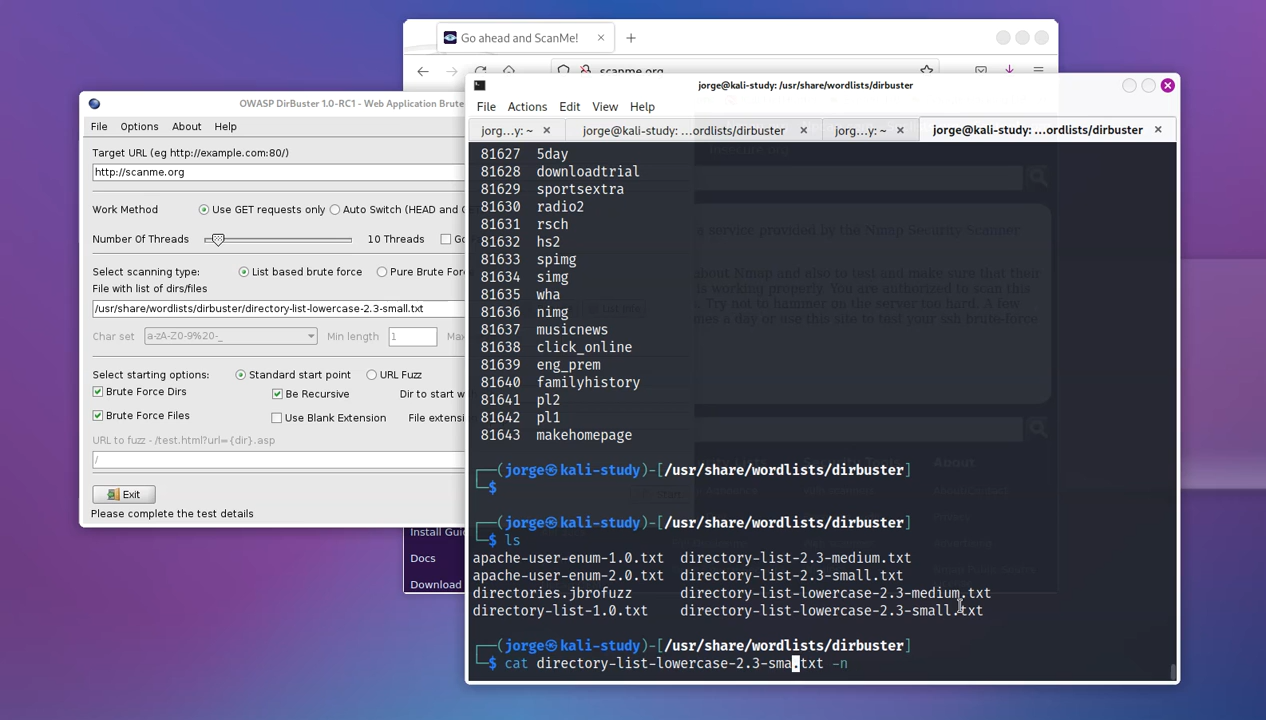 Go ahead and ScanMe!
scanme.org
OWASP DirBuster 1.0-RC1 - Web Application Brute
File Options About Help
Target URL (eg http://example.com:80/)
http://scanme.org
Work Method Use GET requests only Auto Switch (HEAD and G
Number Of Threads 10 Threads Go
Select scanning type: List based brute force Pure Brute For
File with list of dirs/files
/usr/share/wordlists/dirbuster/directory-list-lowercase-2.3-small.txt
Char set a-zA-Z0-9%20-_ Min length 1 Max
Select starting options: Standard start point URL Fuzz
Brute Force Dirs Be Recursive Dir to start w
Brute Force Files Use Blank Extension File extens
URL to fuzz - /test.html?url={dir}.asp
/
Exit
Please complete the test details
Install Guid
Docs
Download
jorge@kali-study: /usr/share/wordlists/dirbuster
File Actions Edit View Help
jorg...y: ~ jorge@kali-study: ...ordlists/dirbuster jorg...y: ~ jorge@kali-study: ...ordlists/dirbuster
81627 5day
81628 downloadtrial
81629 sportsextra
81630 radio2
81631 rsch
81632 hs2
81633 spimg
81634 simg
81635 wha
81636 nimg
81637 musicnews
81638 click_online
81639 eng_prem
81640 familyhistory
81641 pl2
81642 pl1
81643 makehomepage
┌──(jorge㉿kali-study)-[/usr/share/wordlists/dirbuster]
└─$
┌──(jorge㉿kali-study)-[/usr/share/wordlists/dirbuster]
└─$ ls
apache-user-enum-1.0.txt directory-list-2.3-medium.txt
apache-user-enum-2.0.txt directory-list-2.3-small.txt
directories.jbrofuzz directory-list-lowercase-2.3-medium.txt
directory-list-1.0.txt directory-list-lowercase-2.3-small.txt
┌──(jorge㉿kali-study)-[/usr/share/wordlists/dirbuster]
└─$ cat directory-list-lowercase-2.3-sma.txt -n